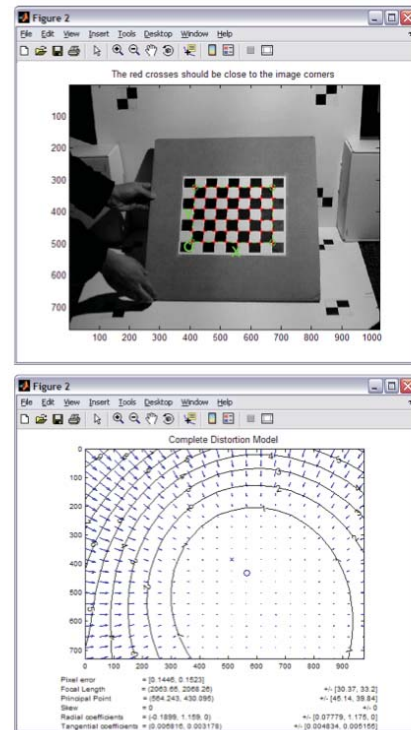 Figure 2
File Edit View Insert Tools Desktop Window Help
The red crosses should be close to the image corners
100
200
300
400
500
600
700
100 200 300 400 500 600 700 800 900 1000
Figure 2
File Edit View Insert Tools Desktop Window Help
Complete Distortion Model
0
100
200
300
400
500
600
700
0 100 200 300 400 500 600 700 800 900
Pixel error = [0.1446, 0.1523]
Focal Length = (2063.65, 2068.26) +/- [30.37, 33.2]
Principal Point = (564.243, 430.095) +/- [45.14, 39.84]
Skew = 0 +/- 0
Radial coefficients = (-0.1899, 1.159, 0) +/- [0.07779, 1.175, 0]
Tangential coefficients = (0.006816, 0.003178) +/- [0.004834, 0.006156]